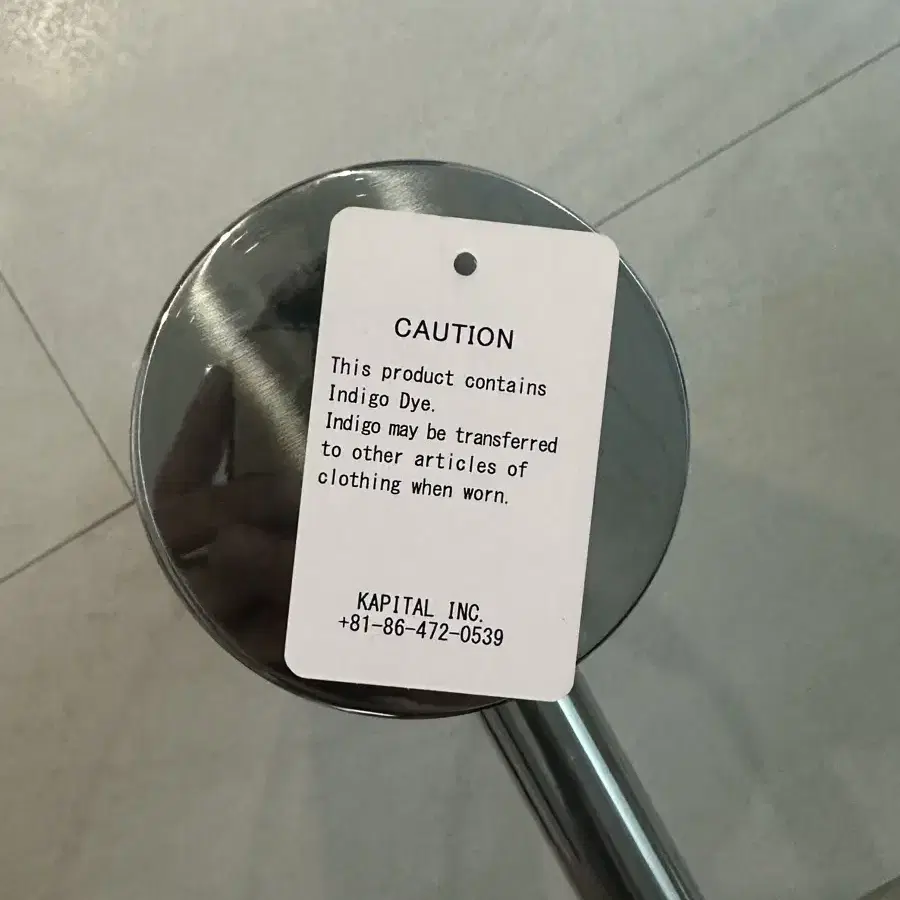 CAUTION
This product contains
Indigo Dye.
Indigo may be transferred
to other articles of
clothing when worn.
KAPITAL INC.
+81-86-472-0539